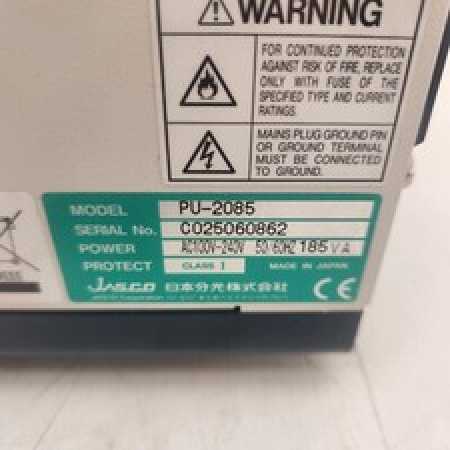 WARNING
FOR CONTINUED PROTECTION
AGAINST RISK OF FIRE, REPLACE
ONLY WITH FUSE OF THE
SPECIFIED TYPE AND CURRENT
RATINGS.
MAINS PLUG GROUND PIN
OR GROUND TERMINAL
MUST BE CONNECTED TO
MODEL PU-2085
SERIAL No. C025060862
POWER AC100V-240V 50/60HZ 185 VA
PROTECT CLASS I MADE IN JAPAN
JASCO 日本分光株式会社
JASCO Corporation
CE